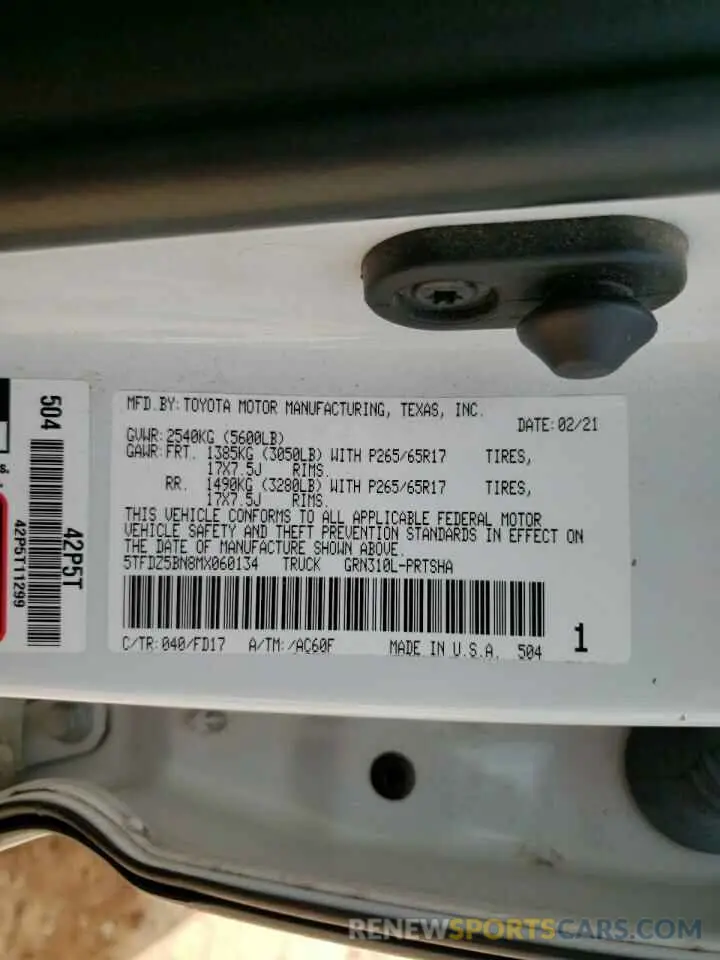 MFD.BY:TOYOTA MOTOR MANUFACTURING, TEXAS, INC.
DATE:02/21
GVWR:2540KG (5600LB)
GAWR:FRT. 1385KG (3050LB) WITH P265/65R17 TIRES,
17X7.5J RIMS.
RR. 1490KG (3280LB) WITH P265/65R17 TIRES,
17X7.5J RIMS.
THIS VEHICLE CONFORMS TO ALL APPLICABLE FEDERAL MOTOR
VEHICLE SAFETY AND THEFT PREVENTION STANDARDS IN EFFECT ON
THE DATE OF MANUFACTURE SHOWN ABOVE.
5TFDZ5BN8MX060134 TRUCK GRN310L-PRTSHA
C/TR:040/FD17 A/TM:/AC60F MADE IN U.S.A. 504
1
504
42P5T
42P5T11299
s.
RENEWSPORTSCARS.COM